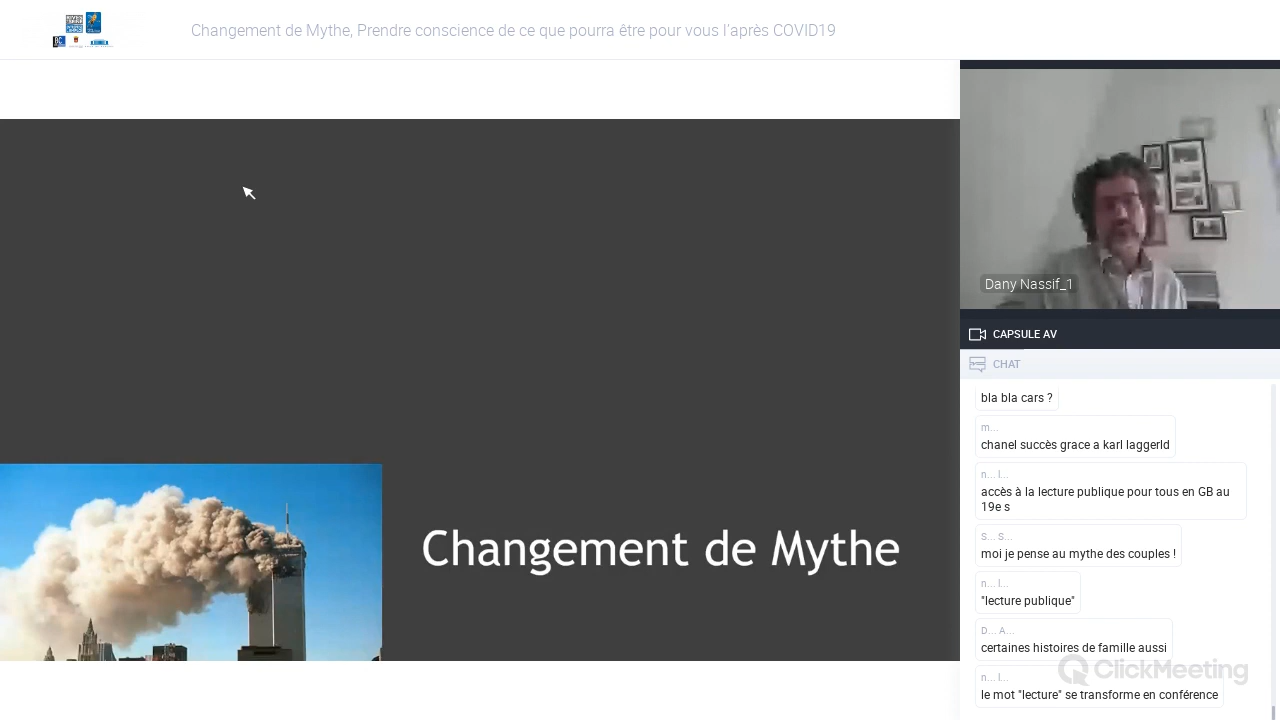 Changement de Mythe, Prendre conscience de ce que pourra être pour vous l'après COVID19
Dany Nassif_1
CAPSULE AV
CHAT
bla bla cars ?
m...
chanel succès grace a karl laggerld
n... l...
accès à la lecture publique pour tous en GB au
19e s
S... S...
moi je pense au mythe des couples !
n... l...
"lecture publique"
D... A...
certaines histoires de famille aussi
n... l...
le mot "lecture" se transforme en conférence
ClickMeeting
Changement de Mythe